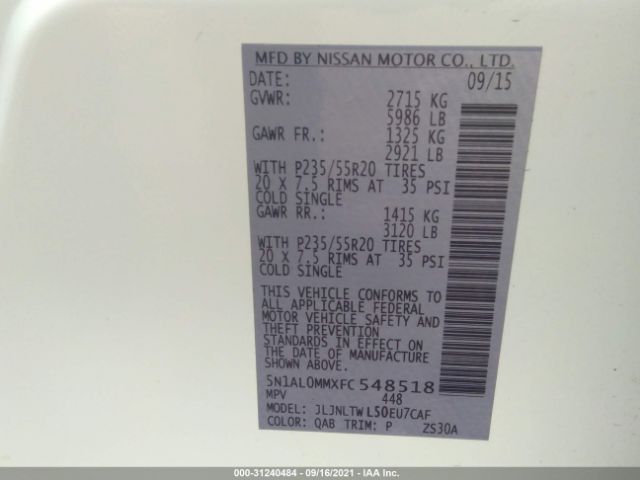 MFD BY NISSAN MOTOR CO., LTD.
DATE: 09/15
GVWR: 2715 KG
5986 LB
GAWR FR.: 1325 KG
2921 LB
WITH P235/55R20 TIRES
20 X 7.5 RIMS AT 35 PSI
COLD SINGLE
GAWR RR.: 1415 KG
3120 LB
WITH P235/55R20 TIRES
20 X 7.5 RIMS AT 35 PSI
COLD SINGLE
THIS VEHICLE CONFORMS TO
ALL APPLICABLE FEDERAL
MOTOR VEHICLE SAFETY AND
THEFT PREVENTION
STANDARDS IN EFFECT ON
THE DATE OF MANUFACTURE
SHOWN ABOVE.
5N1AL0MMXFC548518
MPV 448
MODEL: JLJNLTWL50EU7CAF
COLOR: QAB TRIM: P ZS30A
000-31240484 - 09/16/2021 - IAA Inc.